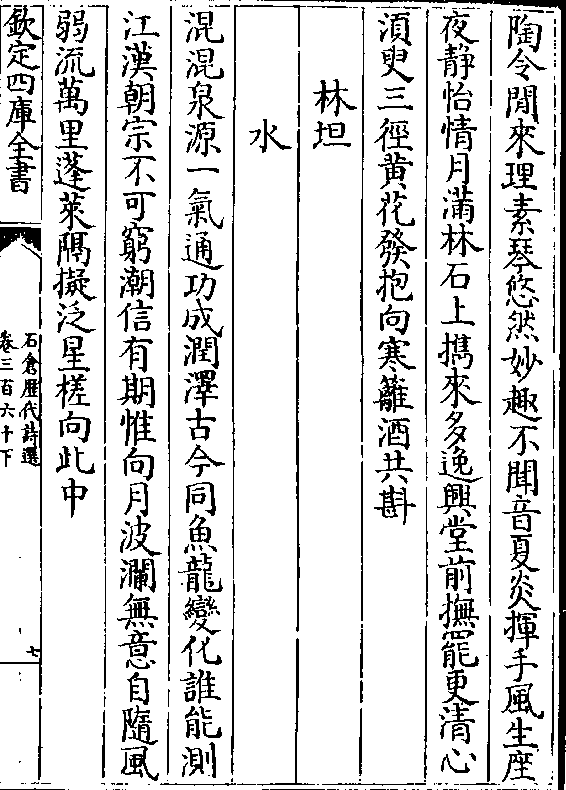 陶令閒來理素琴悠然妙趣不聞音夏炎揮手風生座
夜静怡情月滿林石上擕來多逸興堂前撫罷更清心
湏臾三徑黄花發抱向寒籬酒共斟
林坦
水
混混泉源一氣通功成潤澤古今同魚龍變化誰能測
江漢朝宗不可窮潮信有期惟向月波瀾無意自隨風
弱流萬里蓬萊隔擬泛星槎向此中
欽定四庫全書
石倉歴代詩選
卷三百六十下
七